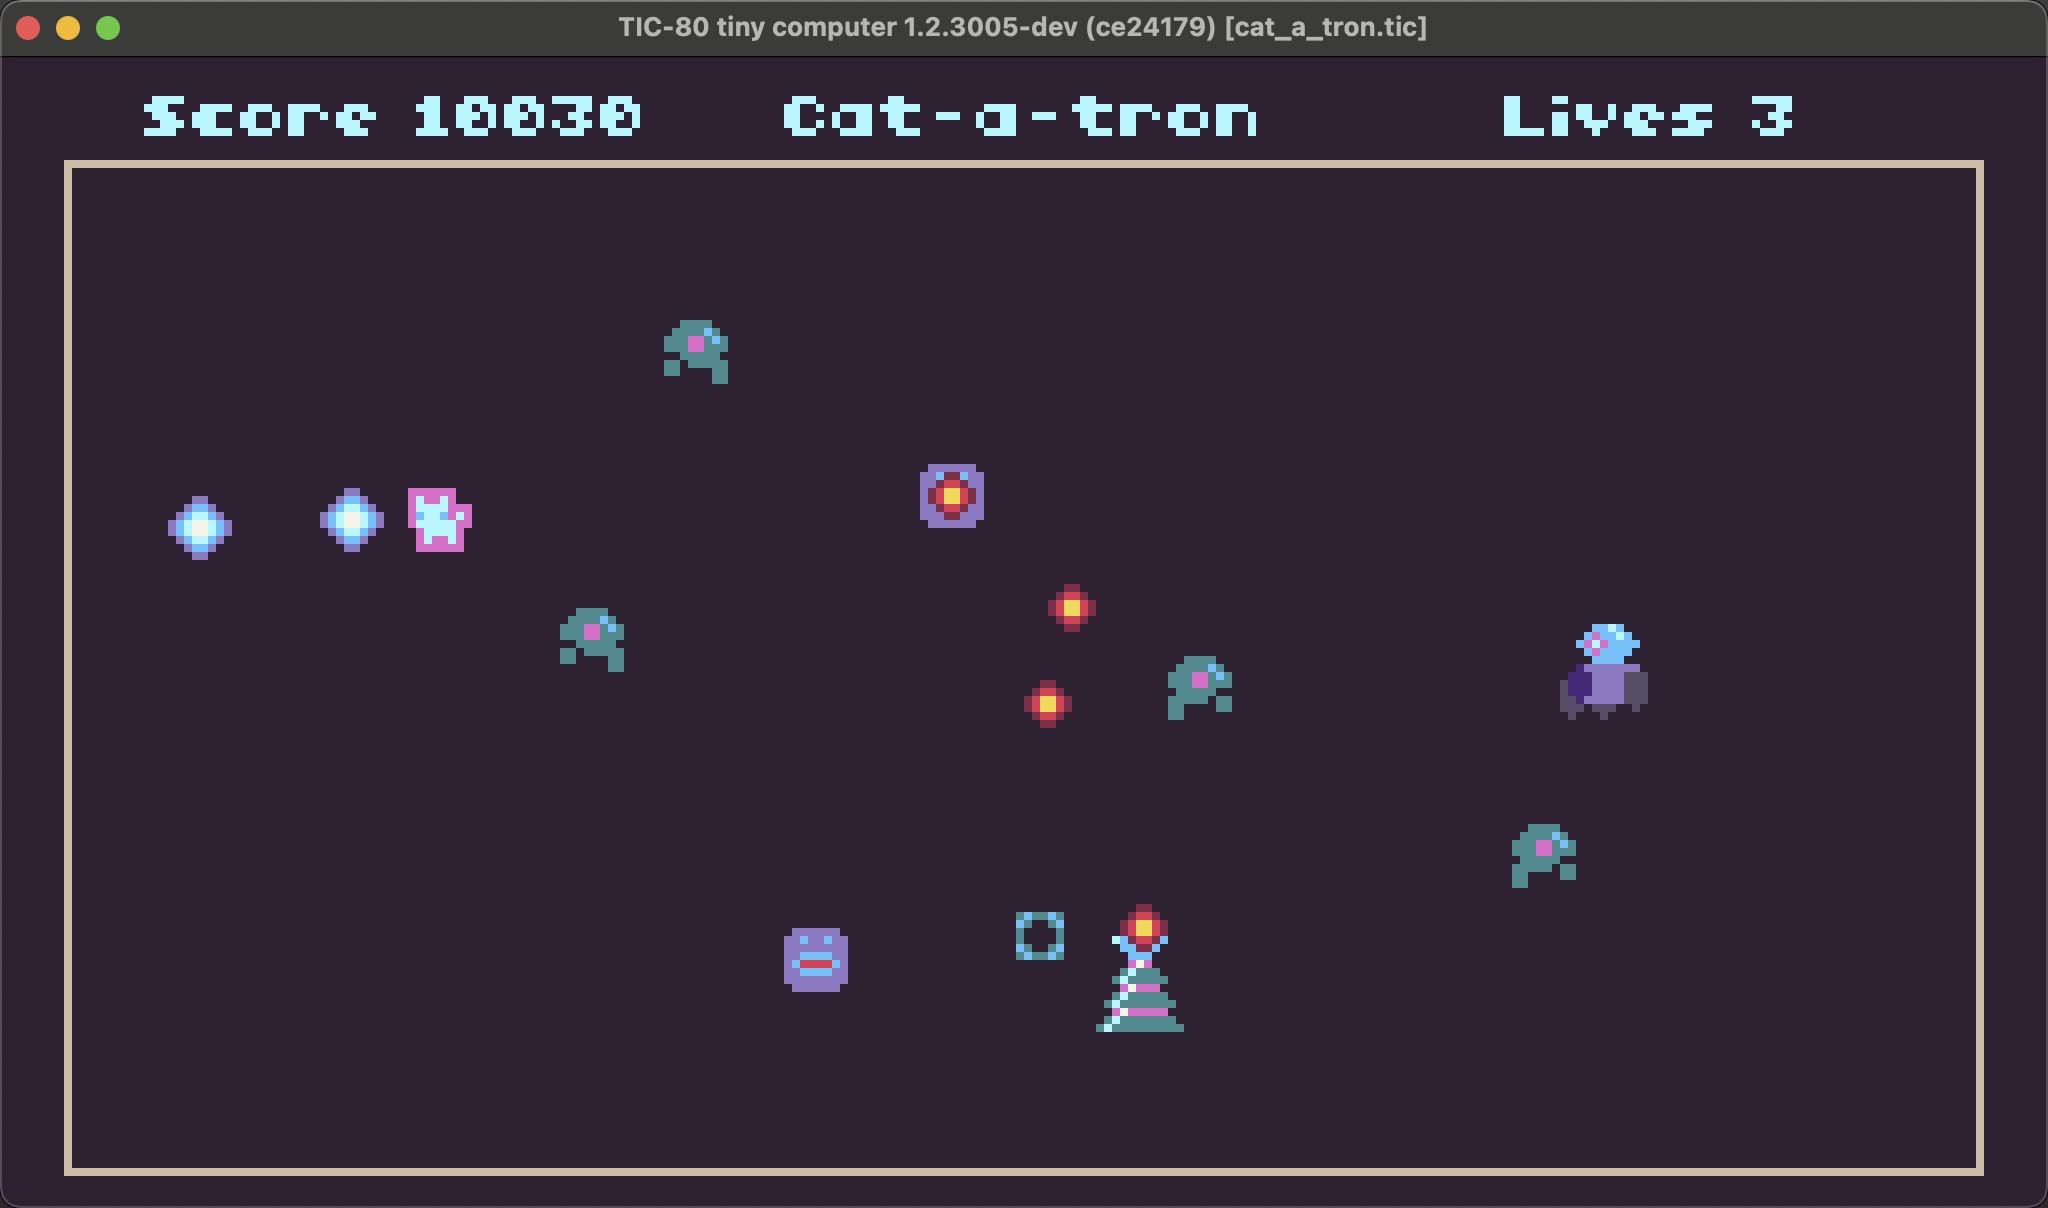 TIC-80 tiny computer 1.2.3005-dev (ce24179) [cat_a_tron.tic]
Score 10030 Cat-a-tron Lives 3